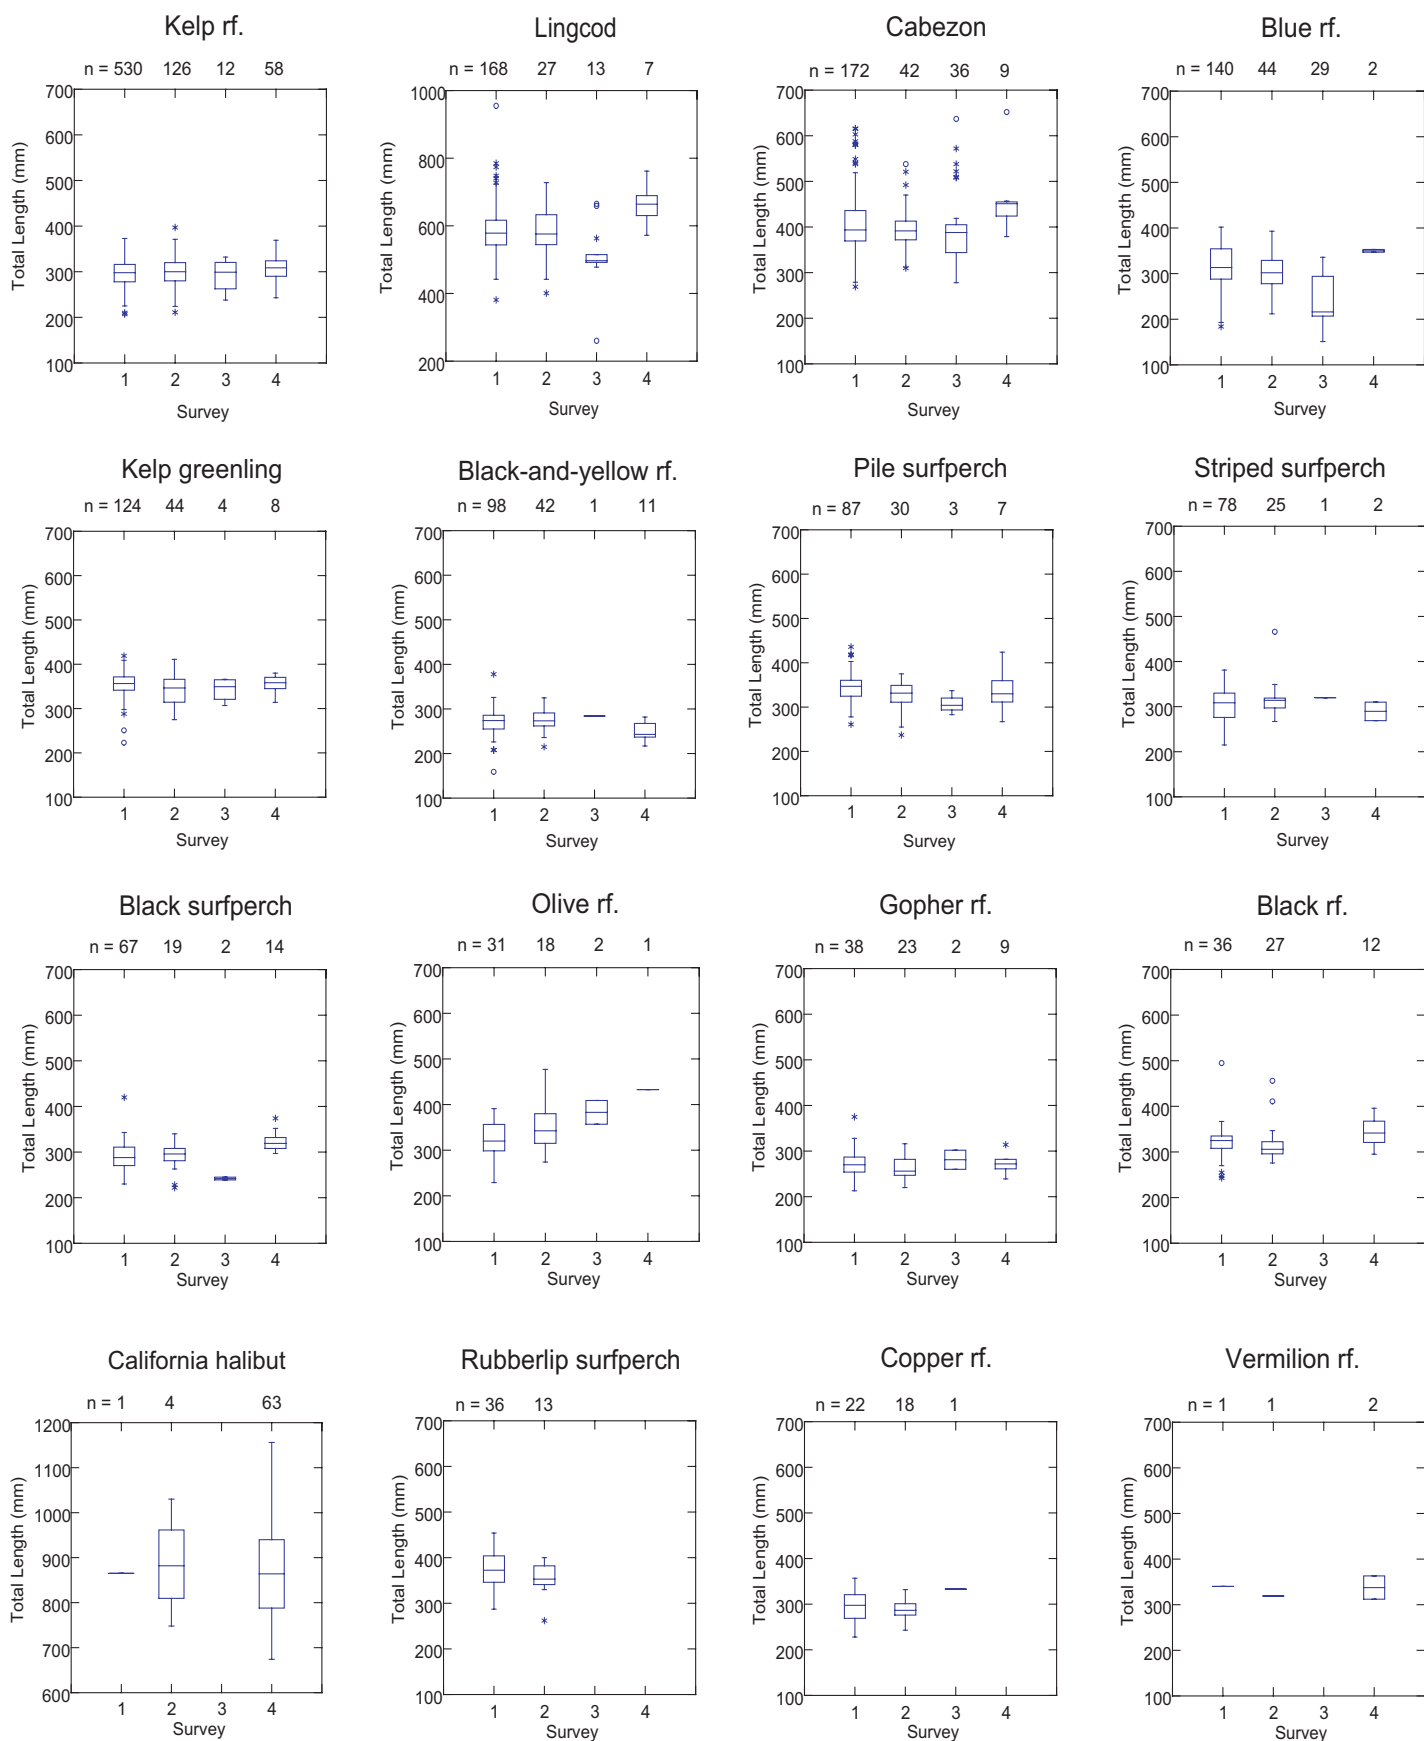 Kelp rf.
Lingcod
Cabezon
Blue rf.
n = 530 126 12 58
n = 168 27 13 7
n = 172 42 36 9
n = 140 44 29 2
Total Length (mm)
700
600
500
400
300
200
100
1 2 3 4
Survey
Total Length (mm)
1000
800
600
400
200
1 2 3 4
Survey
Total Length (mm)
700
600
500
400
300
200
100
1 2 3 4
Survey
Total Length (mm)
700
600
500
400
300
200
100
1 2 3 4
Survey
Kelp greenling
Black-and-yellow rf.
Pile surfperch
Striped surfperch
n = 124 44 4 8
n = 98 42 1 11
n = 87 30 3 7
n = 78 25 1 2
Total Length (mm)
700
600
500
400
300
200
100
1 2 3 4
Survey
Total Length (mm)
700
600
500
400
300
200
100
1 2 3 4
Survey
Total Length (mm)
700
600
500
400
300
200
100
1 2 3 4
Survey
Total Length (mm)
700
600
500
400
300
200
100
1 2 3 4
Survey
Black surfperch
Olive rf.
Gopher rf.
Black rf.
n = 67 19 2 14
n = 31 18 2 1
n = 38 23 2 9
n = 36 27 12
Total Length (mm)
700
600
500
400
300
200
100
1 2 3 4
Survey
Total Length (mm)
700
600
500
400
300
200
100
1 2 3 4
Survey
Total Length (mm)
700
600
500
400
300
200
100
1 2 3 4
Survey
Total Length (mm)
700
600
500
400
300
200
100
1 2 3 4
Survey
California halibut
Rubberlip surfperch
Copper rf.
Vermilion rf.
n = 1 4 63
n = 36 13
n = 22 18 1
n = 1 1 2
Total Length (mm)
1200
1100
1000
900
800
700
600
1 2 3 4
Survey
Total Length (mm)
700
600
500
400
300
200
100
1 2 3 4
Survey
Total Length (mm)
700
600
500
400
300
200
100
1 2 3 4
Survey
Total Length (mm)
700
600
500
400
300
200
100
1 2 3 4
Survey